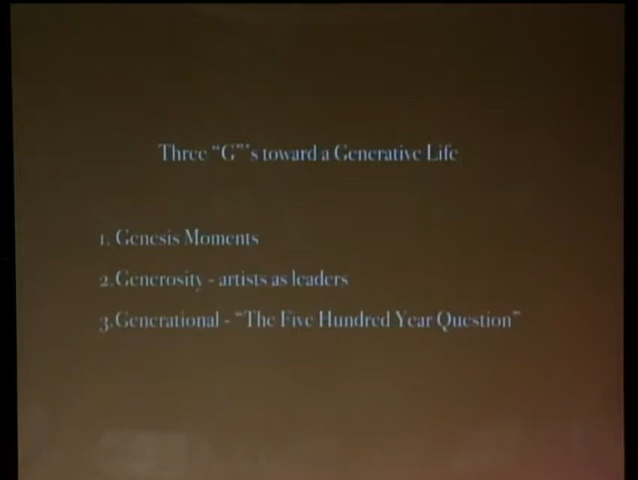 Three “G”’s toward a Generative Life
1. Genesis Moments
2.Generosity - artists as leaders
3.Generational - “The Five Hundred Year Question”